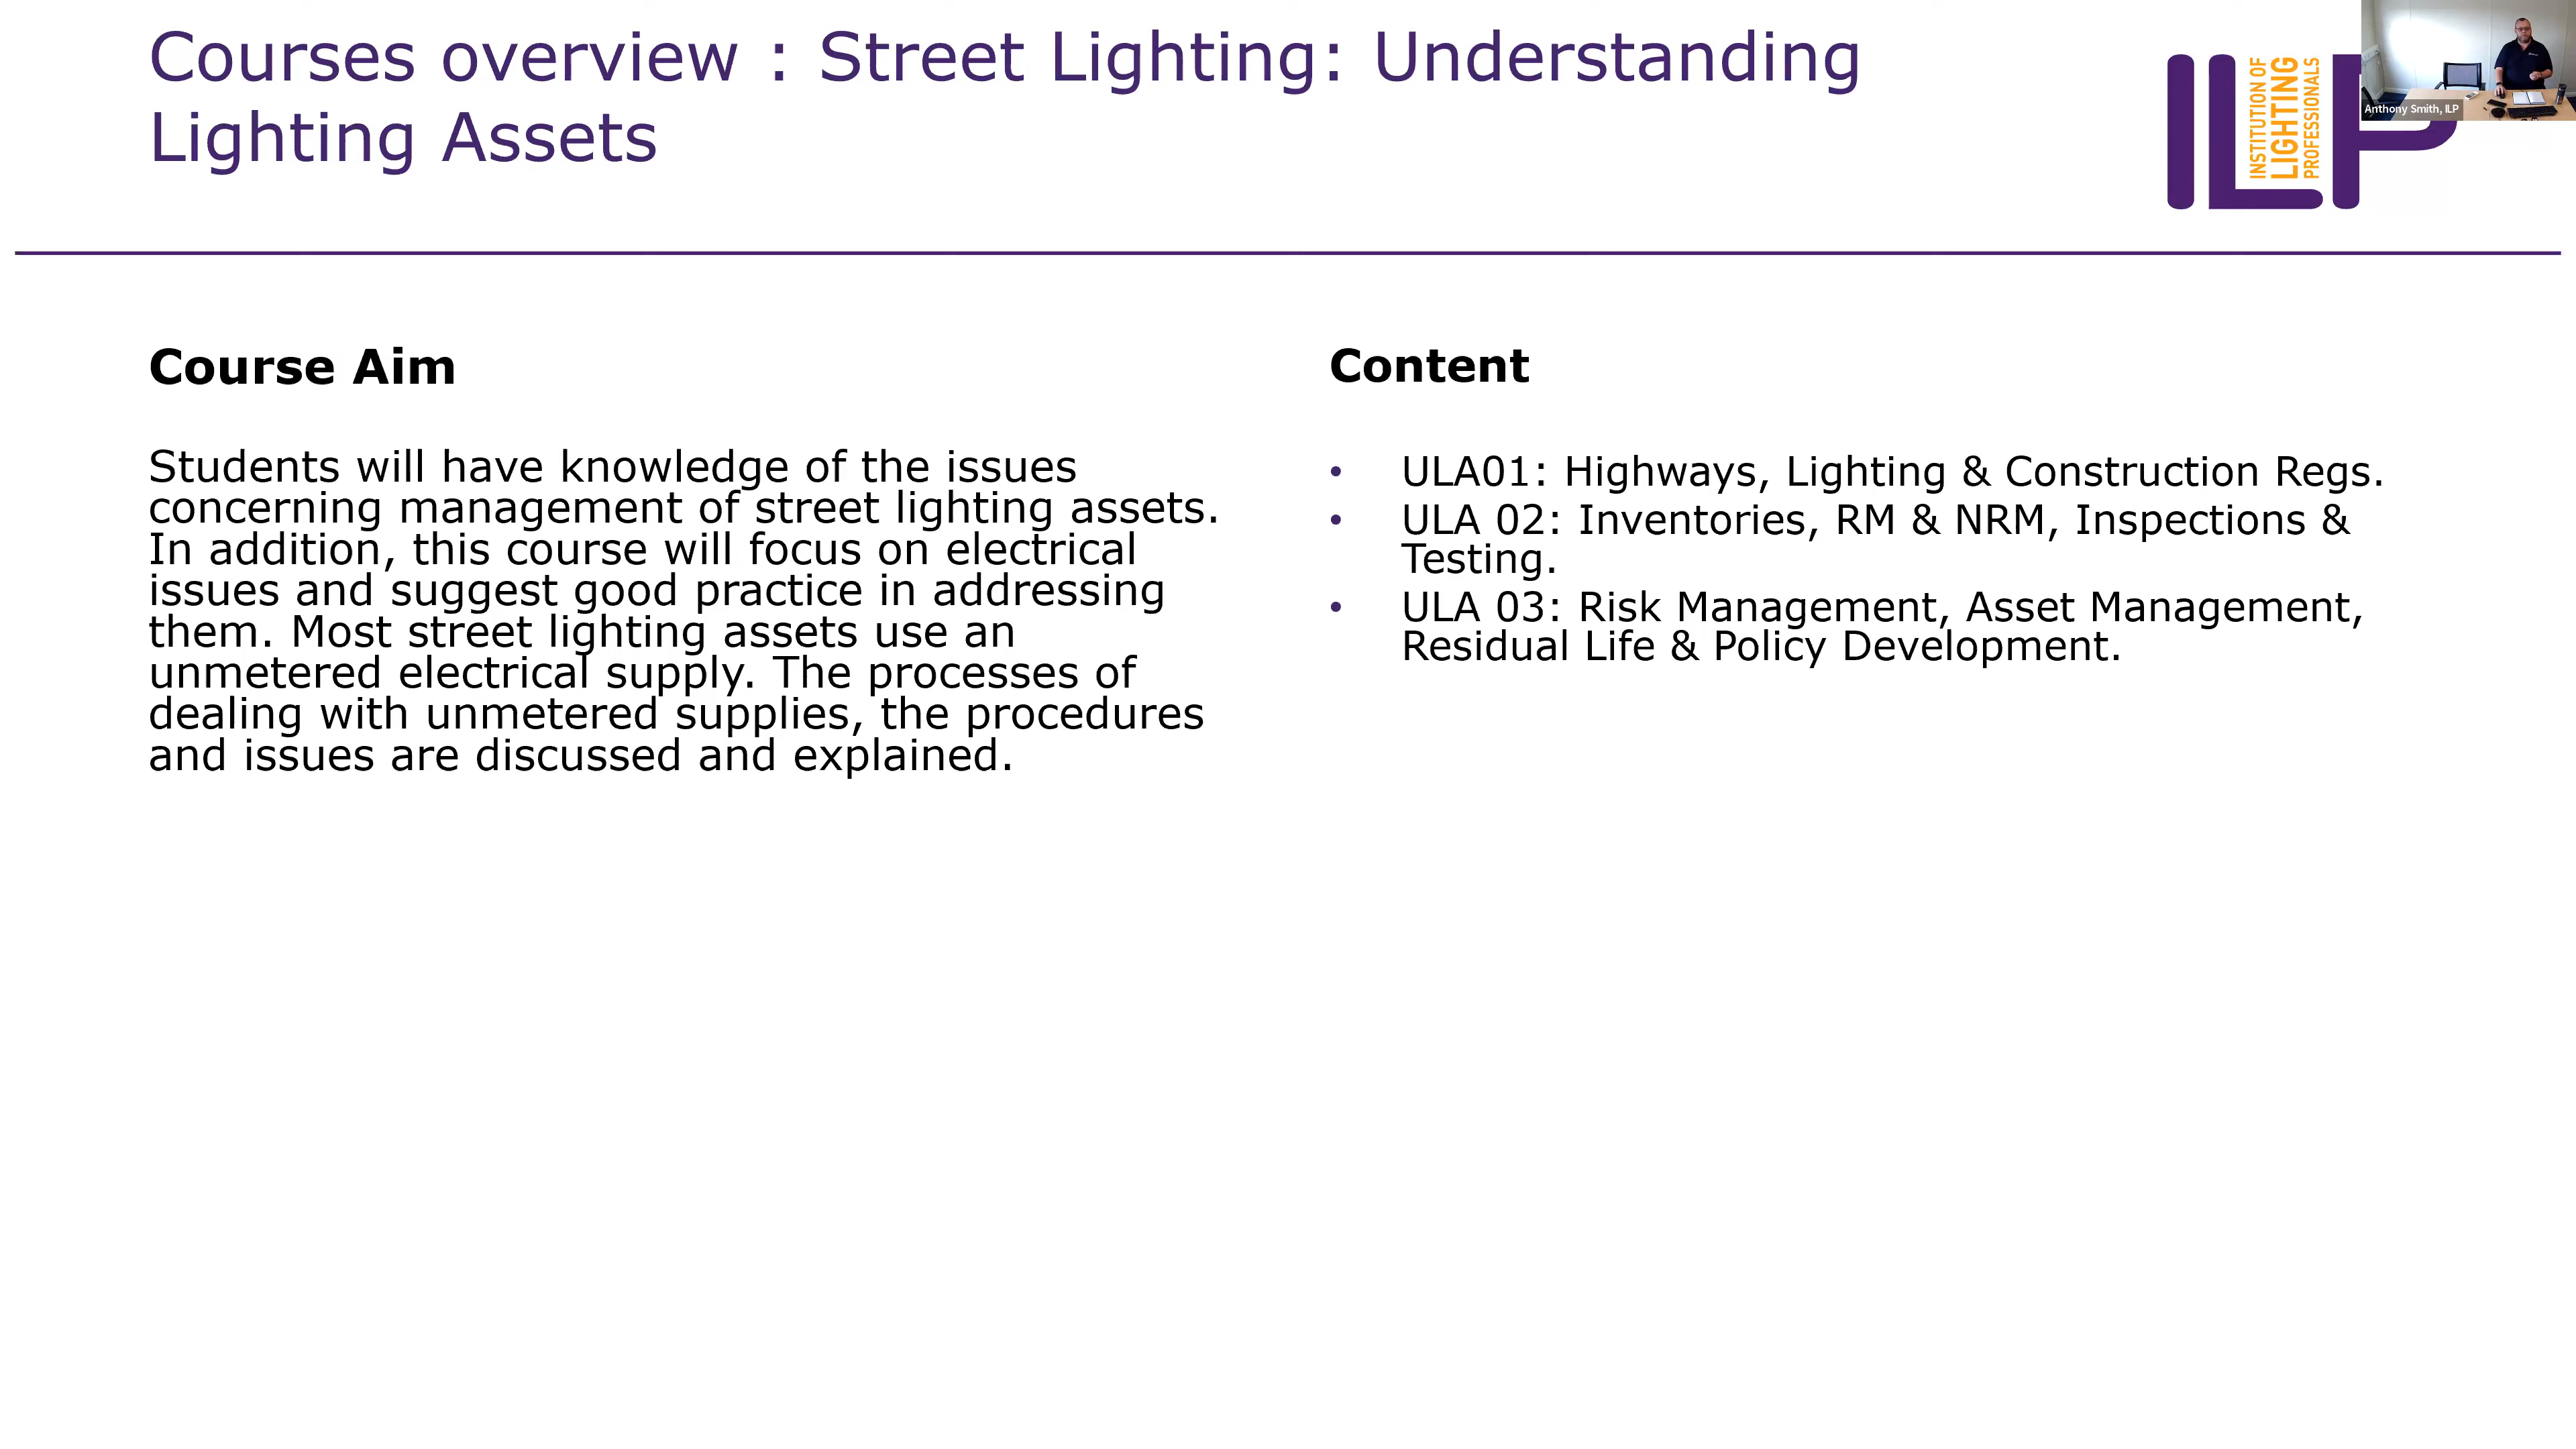 Courses overview : Street Lighting: Understanding
Lighting Assets
INSTITUTION OF
LIGHTING
PROFESSIONALS
ILP
Anthony Smith, ILP
Course Aim
Students will have knowledge of the issues
concerning management of street lighting assets.
In addition, this course will focus on electrical
issues and suggest good practice in addressing
them. Most street lighting assets use an
unmetered electrical supply. The processes of
dealing with unmetered supplies, the procedures
and issues are discussed and explained.
Content
• ULA01: Highways, Lighting & Construction Regs.
• ULA 02: Inventories, RM & NRM, Inspections &
Testing.
• ULA 03: Risk Management, Asset Management,
Residual Life & Policy Development.